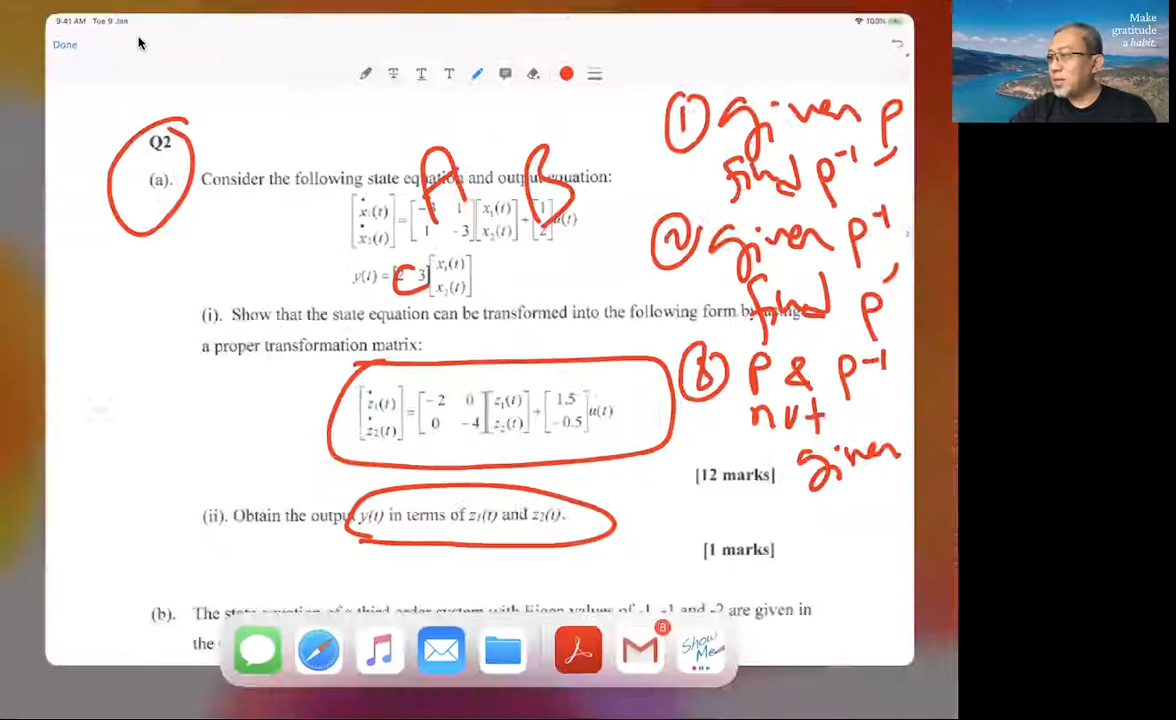 9:41 AM Tue 9 Jan
100%
Done
Make
gratitude
a habit.
Q2
(a). Consider the following state equation and output equation:
A B C
[ẋ₁(t) ẋ₂(t)] = [-3 1 1 -3][x₁(t) x₂(t)] + [1 2]u(t)
y(t) = [2 3][x₁(t) x₂(t)]
(i). Show that the state equation can be transformed into the following form by using
a proper transformation matrix:
[ż₁(t) ż₂(t)] = [-2 0 0 -4][z₁(t) z₂(t)] + [1.5 -0.5]u(t)
[12 marks]
(ii). Obtain the output y(t) in terms of z₁(t) and z₂(t).
[1 marks]
(b). The state equation of a third order system with Eigen values of -1, -1 and -2 are given in
the
① given P
find P⁻¹
② given P⁻¹
find P
③ P & P⁻¹
not
given
8
Show
Me